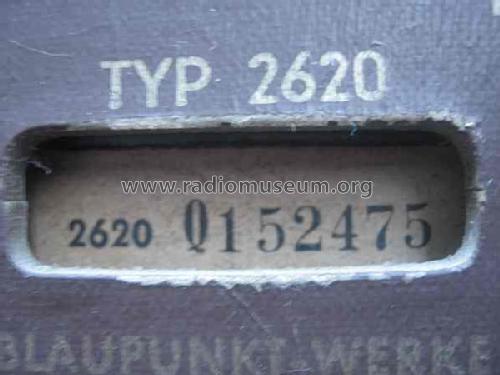 TYP 2620
www.radiomuseum.org
2620 Q152475
BLAUPUNKT-WERKE